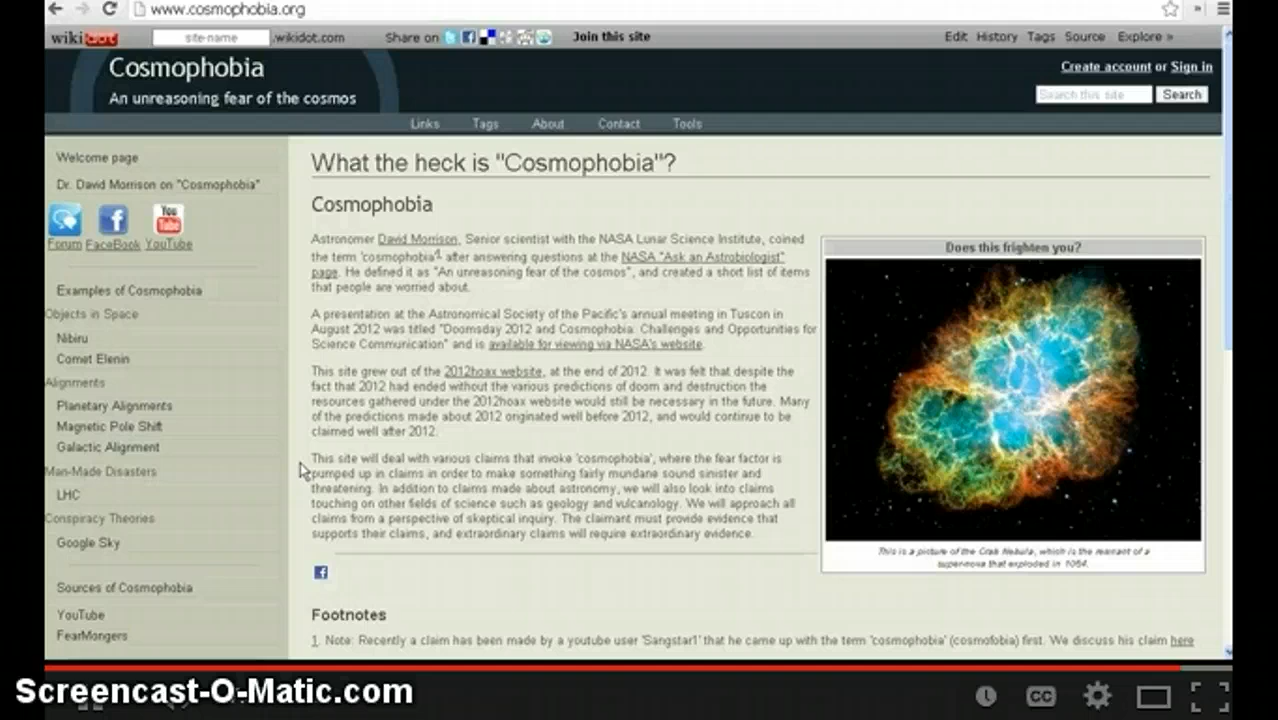 www.cosmophobia.org
wikidot site-name .wikidot.com Share on Join this site Edit History Tags Source Explore »
Cosmophobia
An unreasoning fear of the cosmos
Create account or Sign in
Search this site Search
Links Tags About Contact Tools
Welcome page
Dr. David Morrison on "Cosmophobia"
You
Tube
Forum FaceBook YouTube
Examples of Cosmophobia
Objects in Space
Nibiru
Comet Elenin
Alignments
Planetary Alignments
Magnetic Pole Shift
Galactic Alignment
Man-Made Disasters
LHC
Conspiracy Theories
Google Sky
Sources of Cosmophobia
YouTube
FearMongers
What the heck is "Cosmophobia"?
Cosmophobia
Astronomer David Morrison, Senior scientist with the NASA Lunar Science Institute, coined
the term 'cosmophobia'1 after answering questions at the NASA "Ask an Astrobiologist"
page. He defined it as "An unreasoning fear of the cosmos", and created a short list of items
that people are worried about.
A presentation at the Astronomical Society of the Pacific's annual meeting in Tuscon in
August 2012 was titled "Doomsday 2012 and Cosmophobia: Challenges and Opportunities for
Science Communication" and is available for viewing via NASA's website.
This site grew out of the 2012hoax website, at the end of 2012. It was felt that despite the
fact that 2012 had ended without the various predictions of doom and destruction the
resources gathered under the 2012hoax website would still be necessary in the future. Many
of the predictions made about 2012 originated well before 2012, and would continue to be
claimed well after 2012.
This site will deal with various claims that invoke 'cosmophobia', where the fear factor is
pumped up in claims in order to make something fairly mundane sound sinister and
threatening. In addition to claims made about astronomy, we will also look into claims
touching on other fields of science such as geology and vulcanology. We will approach all
claims from a perspective of skeptical inquiry. The claimant must provide evidence that
supports their claims, and extraordinary claims will require extraordinary evidence.
Does this frighten you?
This is a picture of the Crab Nebula, which is the remnant of a
supernova that exploded in 1054.
Footnotes
1. Note: Recently a claim has been made by a youtube user 'Sangstar1' that he came up with the term 'cosmophobia' (cosmofobia) first. We discuss his claim here
Screencast-O-Matic.com
CC